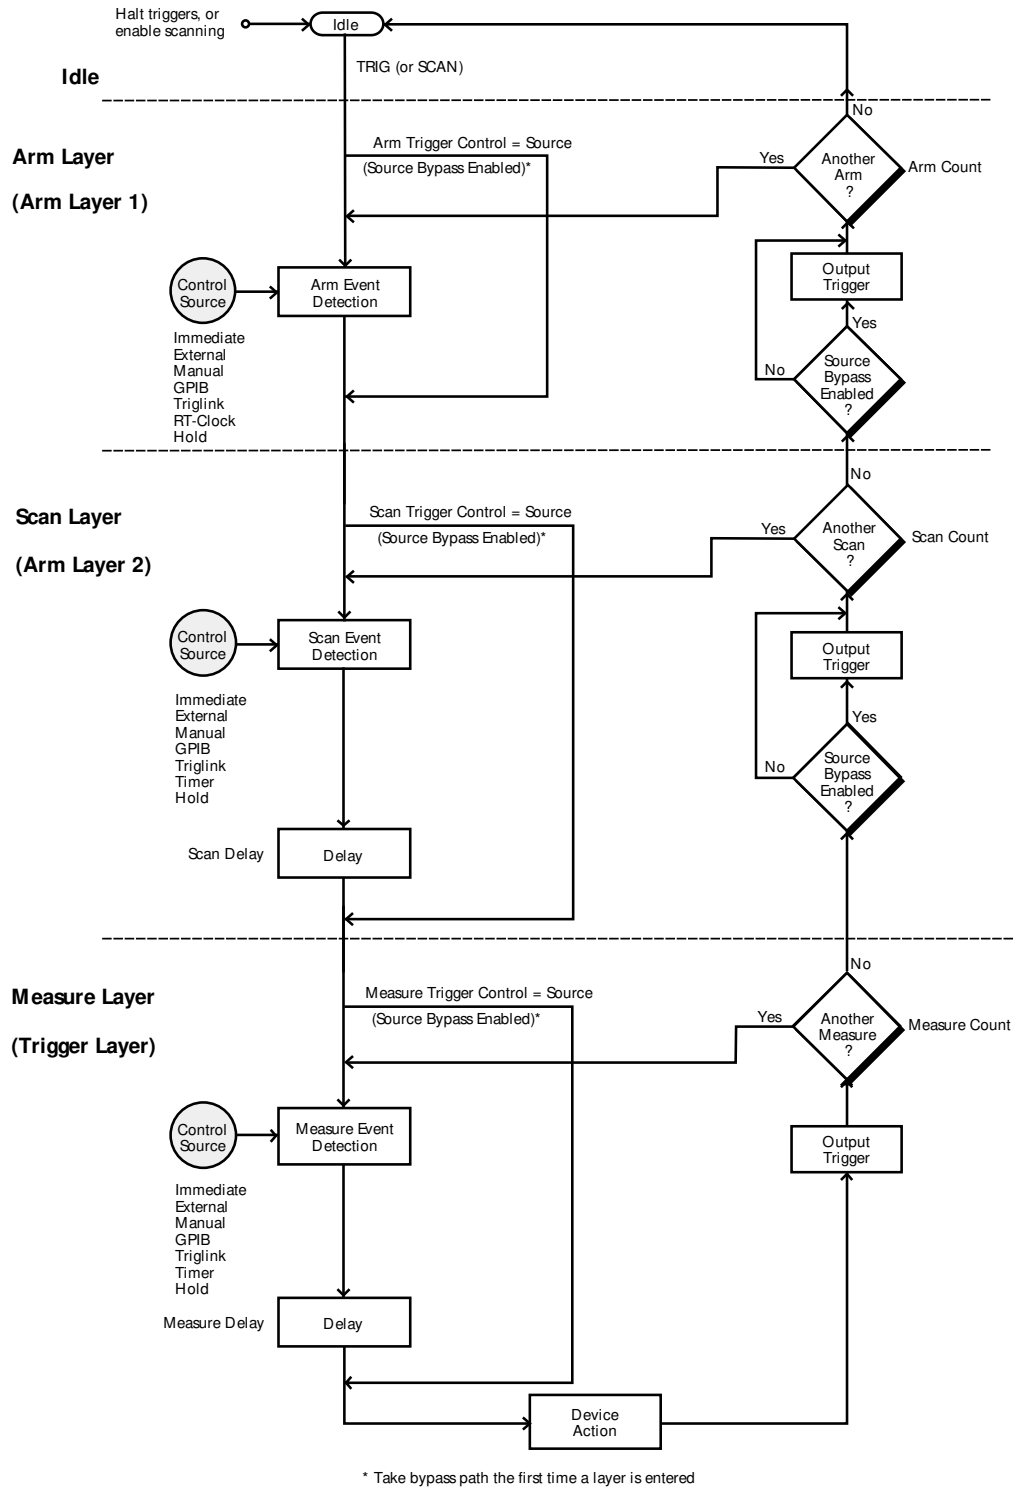 Halt triggers, or
enable scanning
Idle
TRIG (or SCAN)
Idle
No
Arm Layer
(Arm Layer 1)
Arm Trigger Control = Source
(Source Bypass Enabled)*
Yes
Another
Arm
?
Arm Count
Control
Source
Arm Event
Detection
Output
Trigger
Immediate
External
Manual
GPIB
Triglink
RT-Clock
Hold
Yes
No
Source
Bypass
Enabled
?
No
Scan Layer
(Arm Layer 2)
Scan Trigger Control = Source
(Source Bypass Enabled)*
Yes
Another
Scan
?
Scan Count
Control
Source
Scan Event
Detection
Output
Trigger
Immediate
External
Manual
GPIB
Triglink
Timer
Hold
Yes
No
Source
Bypass
Enabled
?
Scan Delay
Delay
No
Measure Layer
(Trigger Layer)
Measure Trigger Control = Source
(Source Bypass Enabled)*
Yes
Another
Measure
?
Measure Count
Control
Source
Measure Event
Detection
Output
Trigger
Immediate
External
Manual
GPIB
Triglink
Timer
Hold
Measure Delay
Delay
Device
Action
* Take bypass path the first time a layer is entered